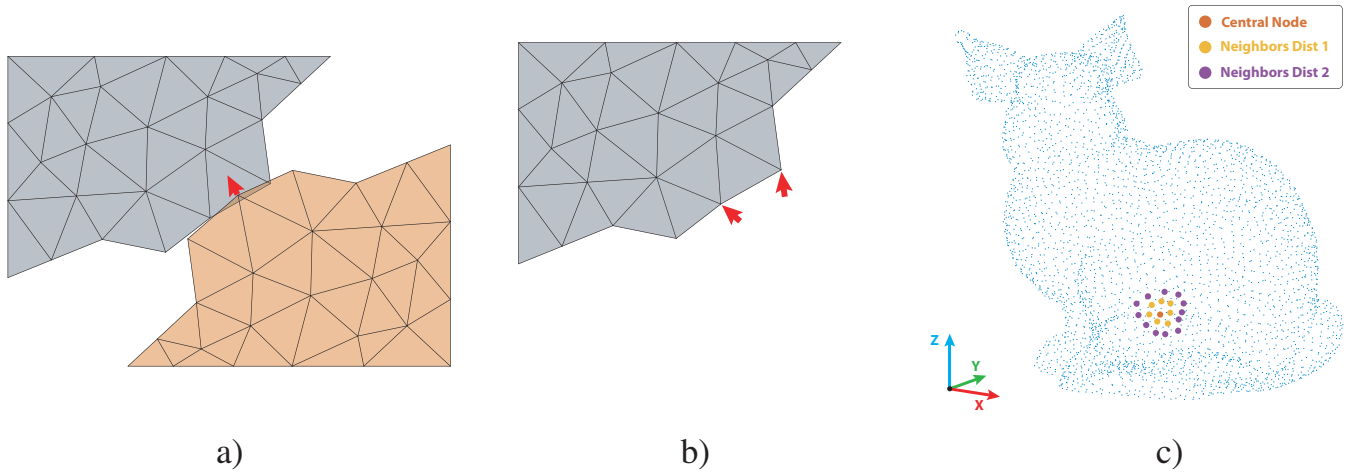 Central Node
Neighbors Dist 1
Neighbors Dist 2
Z
Y
X
a)
b)
c)